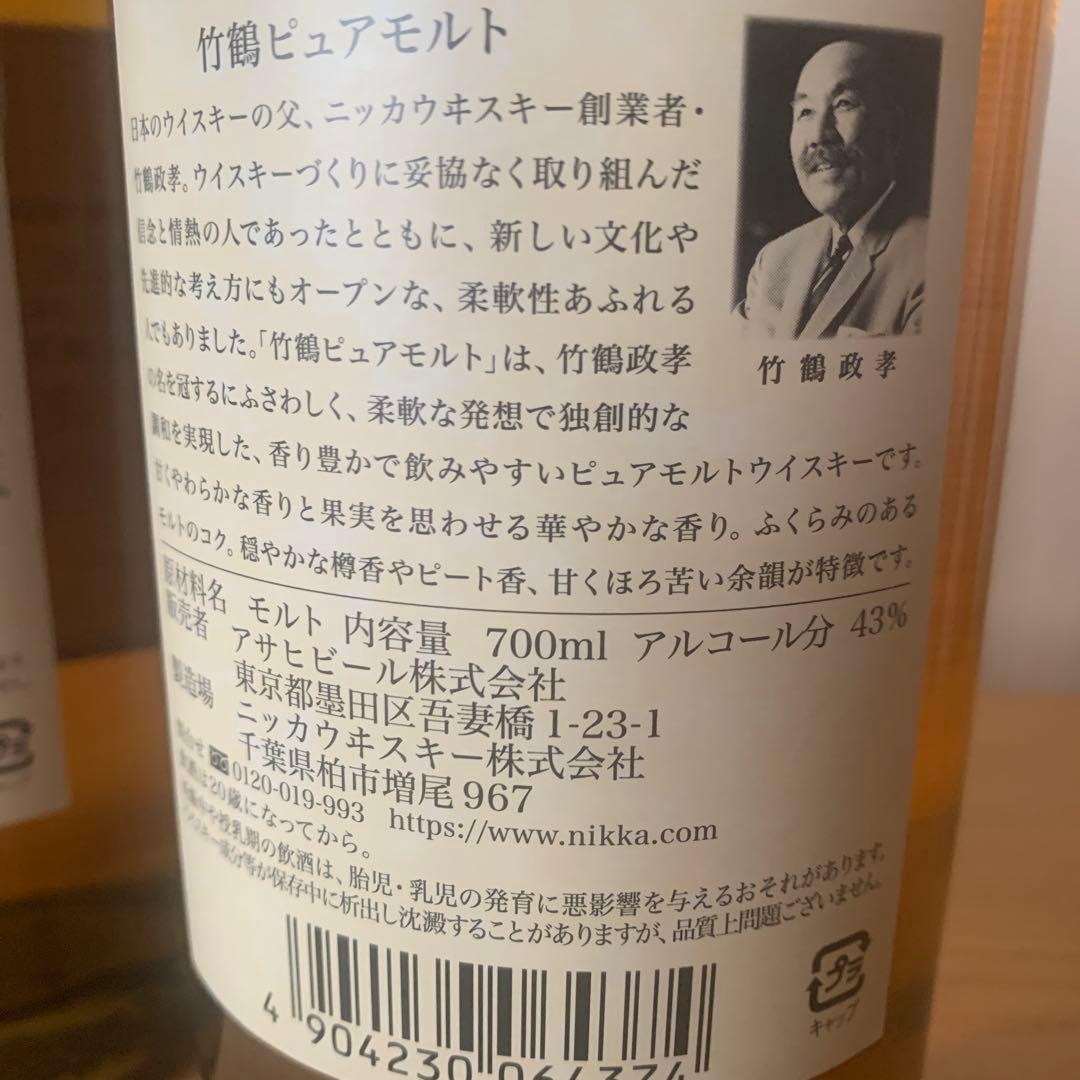 竹鶴ピュアモルト
日本のウイスキーの父、ニッカウヰスキー創業者・
竹鶴政孝。ウイスキーづくりに妥協なく取り組んだ
信念と情熱の人であったとともに、新しい文化や
先進的な考え方にもオープンな、柔軟性あふれる
人でもありました。「竹鶴ピュアモルト」は、竹鶴政孝
の名を冠するにふさわしく、柔軟な発想で独創的な
調和を実現した、香り豊かで飲みやすいピュアモルトウイスキーです。
甘くやわらかな香りと果実を思わせる華やかな香り。ふくらみのある
モルトのコク。穏やかな樽香やピート香、甘くほろ苦い余韻が特徴です。
竹鶴政孝
原材料名 モルト 内容量 700ml アルコール分 43%
販売者 アサヒビール株式会社
東京都墨田区吾妻橋1-23-1
製造場 ニッカウヰスキー株式会社
千葉県柏市増尾967
0120-019-993 https://www.nikka.com
飲酒は20歳になってから。
や授乳期の飲酒は、胎児・乳児の発育に悪影響を与えるおそれがあります。
成分等が保存中に析出し沈澱することがありますが、品質上問題ございません。
4 904230 064374
プラ
キャップ